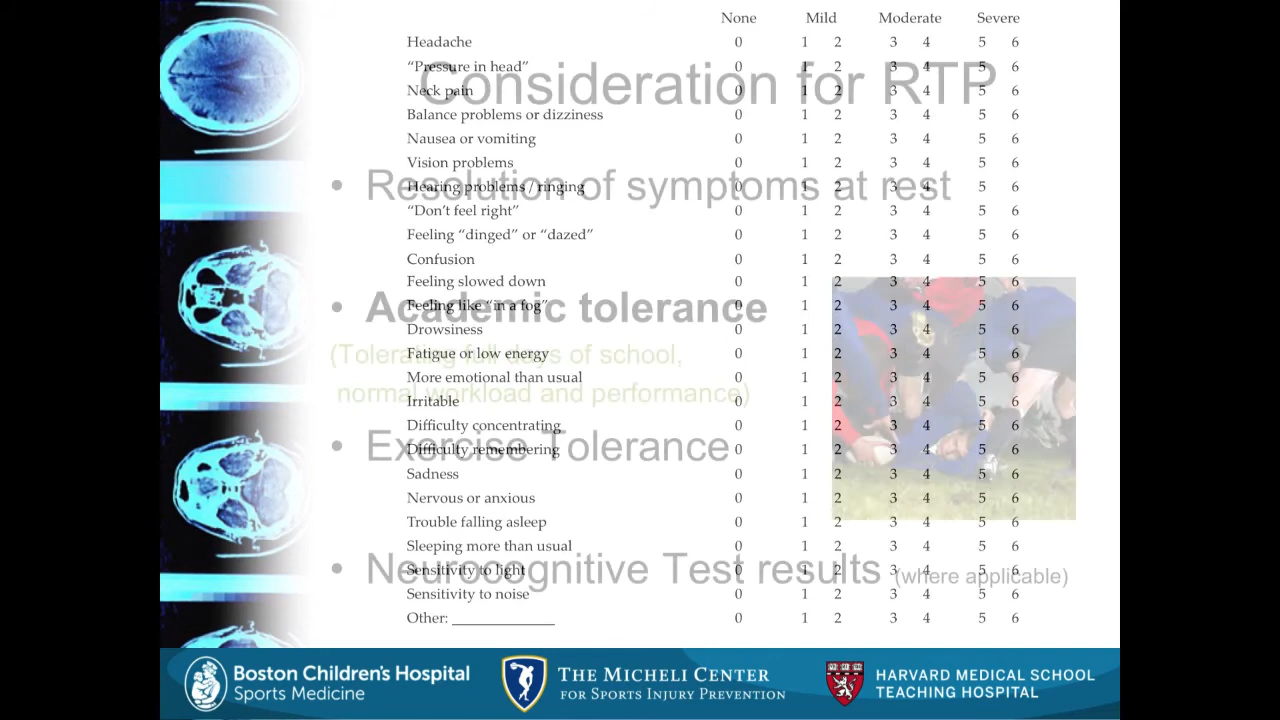 None Mild Moderate Severe
Headache 0 1 2 3 4 5 6
“Pressure in head” 0 1 2 3 4 5 6
Consideration for RTP
Neck pain 0 1 2 3 4 5 6
Balance problems or dizziness 0 1 2 3 4 5 6
Nausea or vomiting 0 1 2 3 4 5 6
Vision problems 0 1 2 3 4 5 6
• Resolution of symptoms at rest
Hearing problems / ringing 0 1 2 3 4 5 6
“Don’t feel right” 0 1 2 3 4 5 6
Feeling “dinged” or “dazed” 0 1 2 3 4 5 6
Confusion 0 1 2 3 4 5 6
Feeling slowed down 0 1 2 3 4 5 6
• Academic tolerance
Feeling like “in a fog” 0 1 2 3 4 5 6
Drowsiness 0 1 2 3 4 5 6
(Tolerating full days of school,
Fatigue or low energy 0 1 2 3 4 5 6
More emotional than usual 0 1 2 3 4 5 6
normal workload and performance)
Irritable 0 1 2 3 4 5 6
Difficulty concentrating 0 1 2 3 4 5 6
• Exercise Tolerance
Difficulty remembering 0 1 2 3 4 5 6
Sadness 0 1 2 3 4 5 6
Nervous or anxious 0 1 2 3 4 5 6
Trouble falling asleep 0 1 2 3 4 5 6
Sleeping more than usual 0 1 2 3 4 5 6
• Neurocognitive Test results (where applicable)
Sensitivity to light 0 1 2 3 4 5 6
Sensitivity to noise 0 1 2 3 4 5 6
Other: ____________ 0 1 2 3 4 5 6
Boston Children’s Hospital
Sports Medicine
THE MICHELI CENTER
FOR SPORTS INJURY PREVENTION
HARVARD MEDICAL SCHOOL
TEACHING HOSPITAL